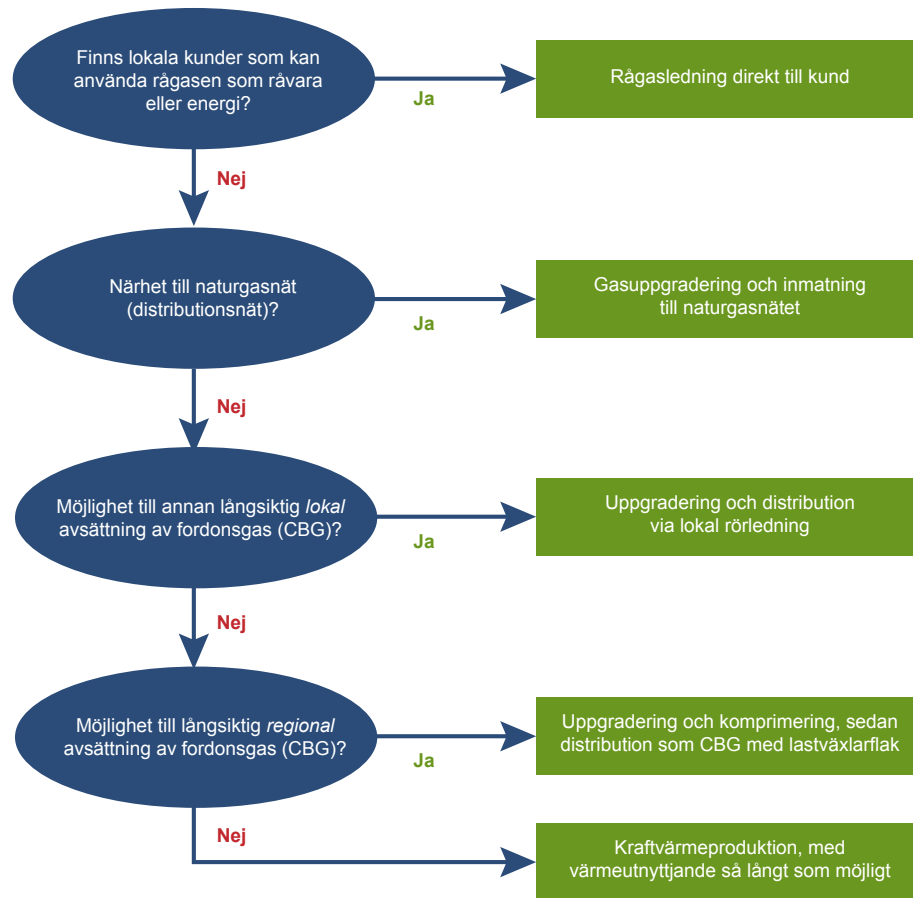 Finns lokala kunder som kan
använda rågasen som råvara
eller energi?
Ja
Rågasledning direkt till kund
Nej
Närhet till naturgasnät
(distributionsnät)?
Ja
Gasuppgradering och inmatning
till naturgasnätet
Nej
Möjlighet till annan långsiktig lokal
avsättning av fordonsgas (CBG)?
Ja
Uppgradering och distribution
via lokal rörledning
Nej
Möjlighet till långsiktig regional
avsättning av fordonsgas (CBG)?
Ja
Uppgradering och komprimering, sedan
distribution som CBG med lastväxlarflak
Nej
Kraftvärmeproduktion, med
värmeutnyttjande så långt som möjligt